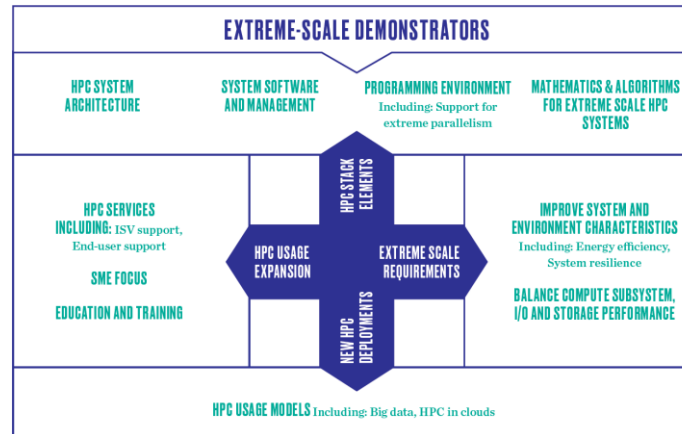 EXTREME-SCALE DEMONSTRATORS
HPC SYSTEM
ARCHITECTURE
SYSTEM SOFTWARE
AND MANAGEMENT
PROGRAMMING ENVIRONMENT
Including: Support for
extreme parallelism
MATHEMATICS & ALGORITHMS
FOR EXTREME SCALE HPC
SYSTEMS
HPC STACK
ELEMENTS
HPC SERVICES
INCLUDING: ISV support,
End-user support
SME FOCUS
EDUCATION AND TRAINING
HPC USAGE
EXPANSION
EXTREME SCALE
REQUIREMENTS
IMPROVE SYSTEM AND
ENVIRONMENT CHARACTERISTICS
Including: Energy efficiency,
System resilience
BALANCE COMPUTE SUBSYSTEM,
I/O AND STORAGE PERFORMANCE
NEW HPC
DEPLOYMENTS
HPC USAGE MODELS Including: Big data, HPC in clouds